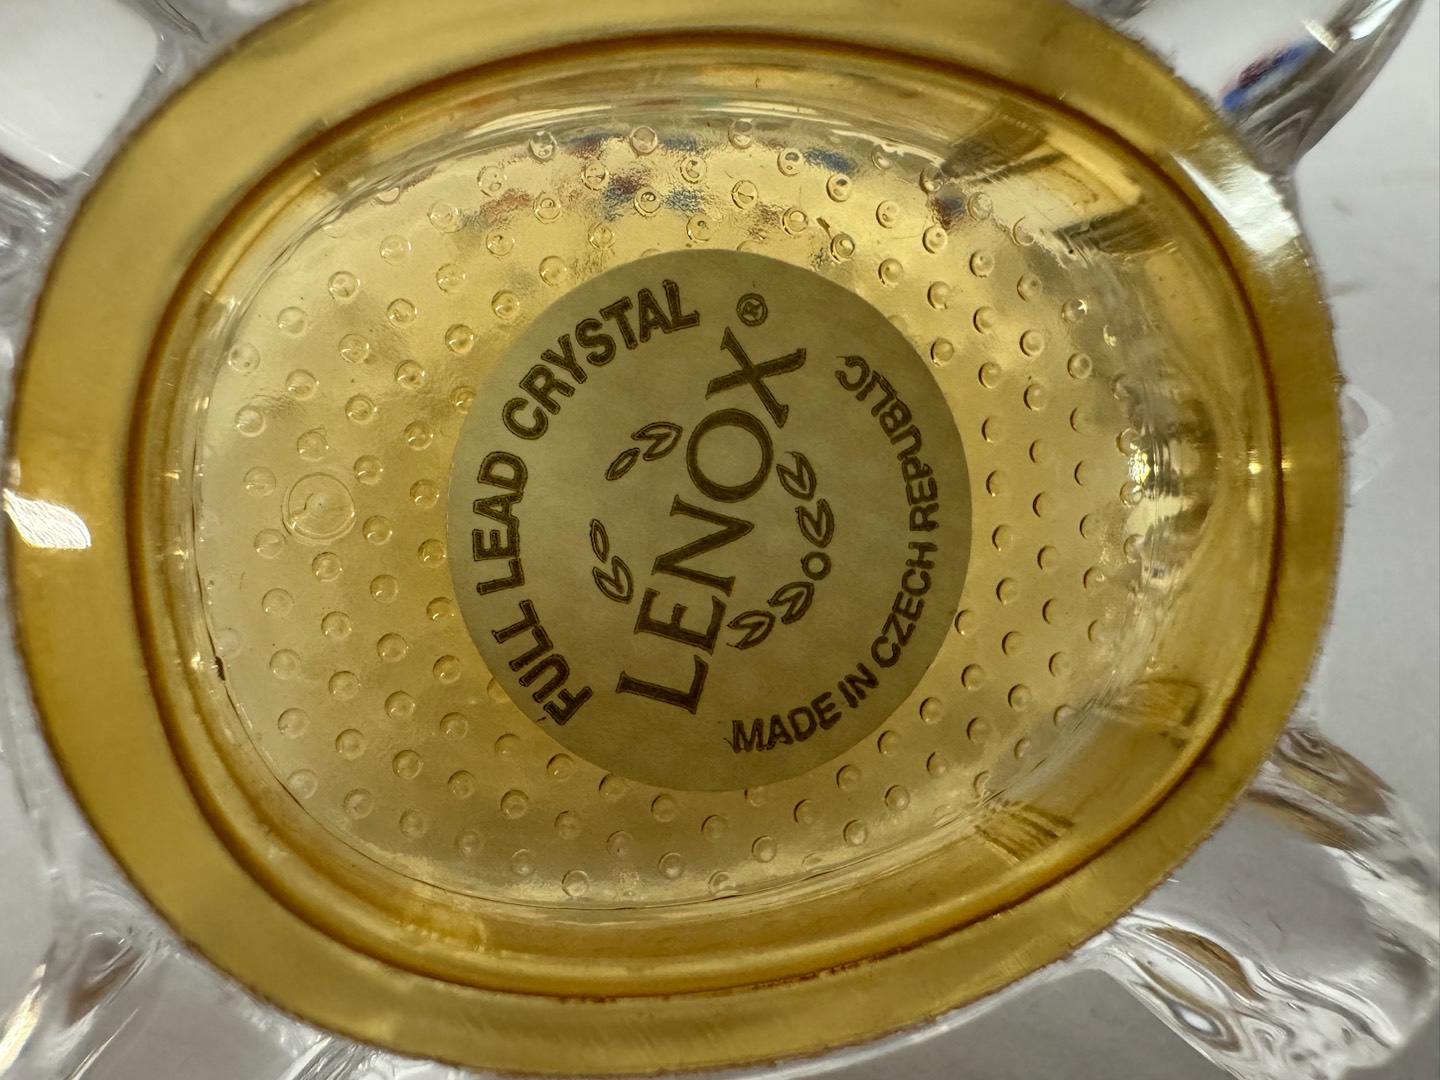 FULL LEAD CRYSTAL
LENOX®
MADE IN CZECH REPUBLIC